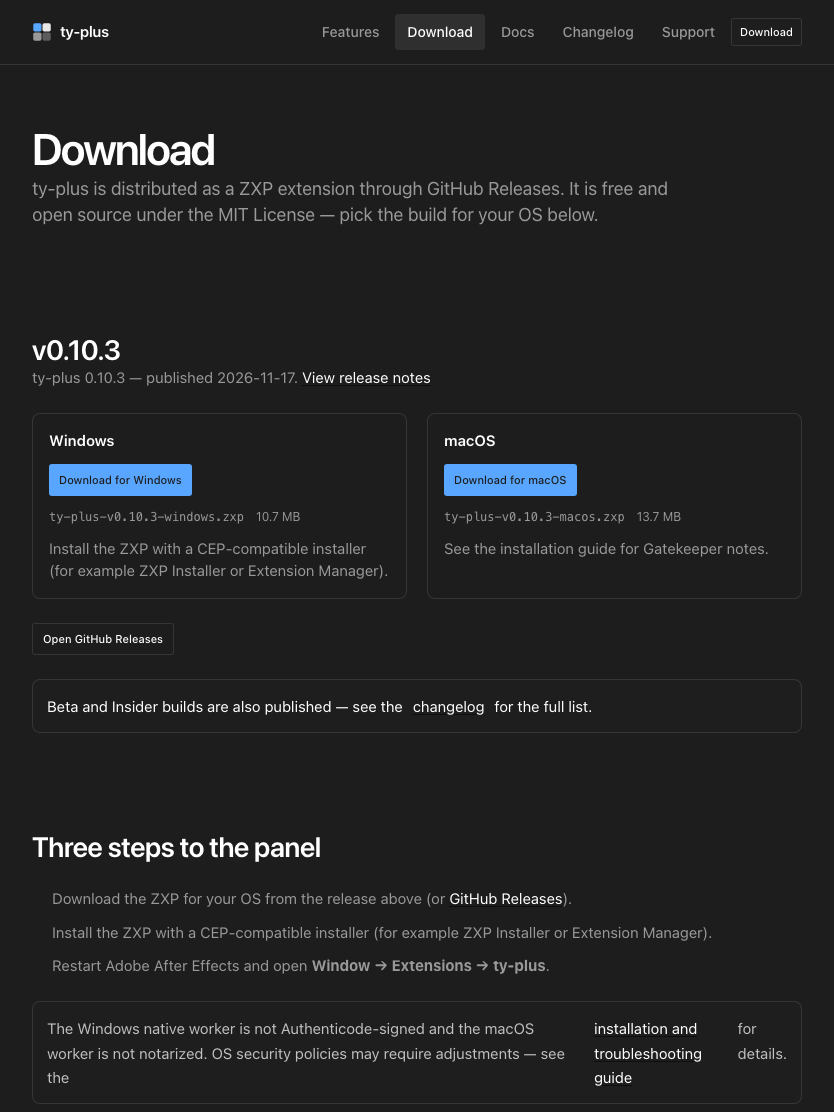 ty-plus
Features Download Docs Changelog Support Download
Download
ty-plus is distributed as a ZXP extension through GitHub Releases. It is free and
open source under the MIT License — pick the build for your OS below.
v0.10.3
ty-plus 0.10.3 — published 2026-11-17. View release notes
Windows
Download for Windows
ty-plus-v0.10.3-windows.zxp 10.7 MB
Install the ZXP with a CEP-compatible installer
(for example ZXP Installer or Extension Manager).
macOS
Download for macOS
ty-plus-v0.10.3-macos.zxp 13.7 MB
See the installation guide for Gatekeeper notes.
Open GitHub Releases
Beta and Insider builds are also published — see the changelog for the full list.
Three steps to the panel
Download the ZXP for your OS from the release above (or GitHub Releases).
Install the ZXP with a CEP-compatible installer (for example ZXP Installer or Extension Manager).
Restart Adobe After Effects and open Window → Extensions → ty-plus.
The Windows native worker is not Authenticode-signed and the macOS
worker is not notarized. OS security policies may require adjustments — see
the
installation and
troubleshooting
guide
for
details.